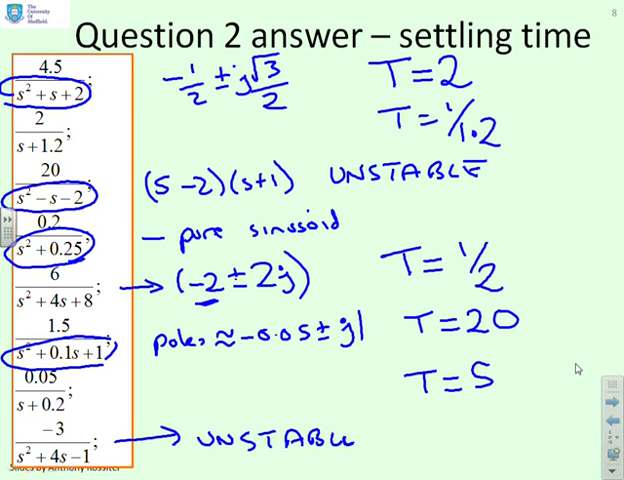 The
University
Of
Sheffield.
8
Question 2 answer – settling time
4.5
s² + s + 2 ;
-1/2 ± j√3/2
T = 2
2
s + 1.2 ;
T = 1/1.2
20
s² − s − 2 ;
(s − 2)(s + 1) UNSTABLE
0.2
s² + 0.25 ;
– pure sinusoid
6
s² + 4s + 8 ;
→ (−2 ± 2j)
T = 1/2
1.5
s² + 0.1s + 1 ;
poles ≈ −0.05 ± j1
T = 20
0.05
s + 0.2 ;
T = 5
−3
s² + 4s − 1 ;
→ UNSTABLE
Slides by Anthony Rossiter